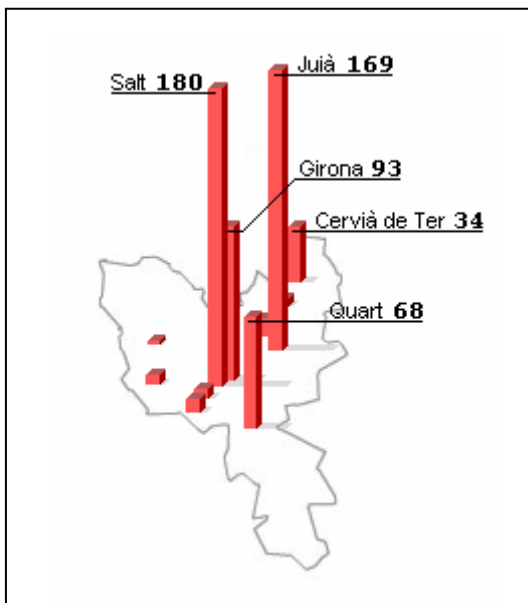 Juià 169
Salt 180
Girona 93
Cervià de Ter 34
Quart 68